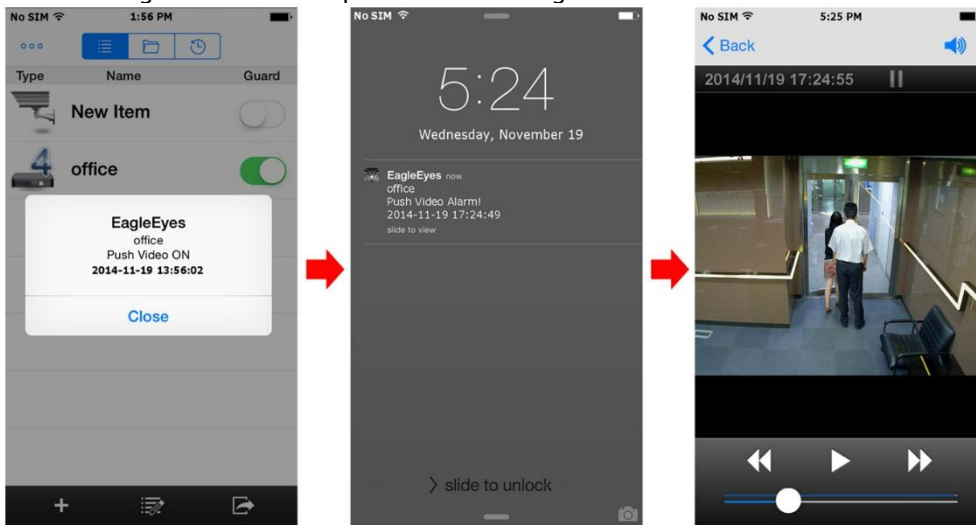 No SIM 1:56 PM
Type Name Guard
New Item
4
office
EagleEyes
office
Push Video ON
2014-11-19 13:56:02
Close
No SIM
5:24
Wednesday, November 19
EagleEyes now
office
Push Video Alarm!
2014-11-19 17:24:49
slide to view
> slide to unlock
No SIM 5:25 PM
Back
2014/11/19 17:24:55